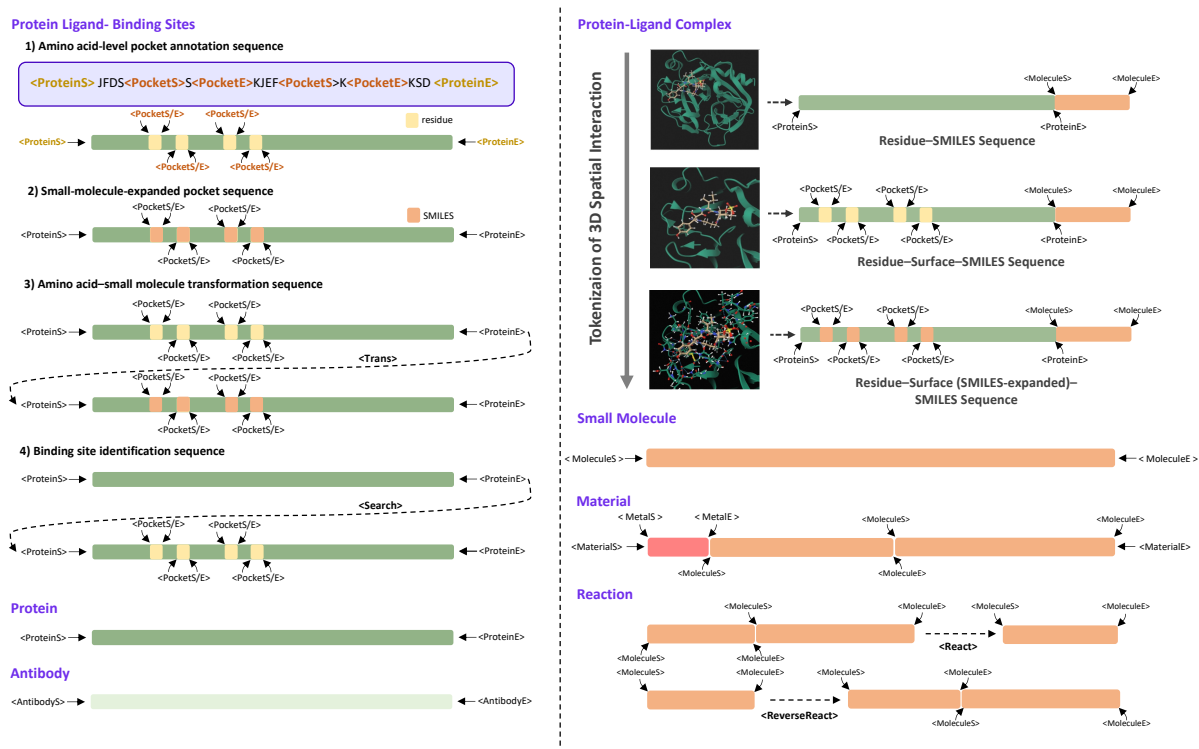 Protein Ligand- Binding Sites
1) Amino acid-level pocket annotation sequence
<ProteinS> JFDS<PocketS>S<PocketE>KJEF<PocketS>K<PocketE>KSD <ProteinE>
<PocketS/E> <PocketS/E>
residue
<ProteinS> <ProteinE>
<PocketS/E> <PocketS/E>
2) Small-molecule-expanded pocket sequence
<PocketS/E> <PocketS/E>
SMILES
<ProteinS> <ProteinE>
<PocketS/E> <PocketS/E>
3) Amino acid–small molecule transformation sequence
<PocketS/E> <PocketS/E>
<ProteinS> <ProteinE>
<PocketS/E> <PocketS/E>
<Trans>
<PocketS/E> <PocketS/E>
<ProteinS> <ProteinE>
<PocketS/E> <PocketS/E>
4) Binding site identification sequence
<ProteinS> <ProteinE>
<Search>
<PocketS/E> <PocketS/E>
<ProteinS> <ProteinE>
<PocketS/E> <PocketS/E>
Protein
<ProteinS> <ProteinE>
Antibody
<AntibodyS> <AntibodyE>
Protein-Ligand Complex
Tokenizaion of 3D Spatial Interaction
<MoleculeS> <MoleculeE>
<ProteinS> <ProteinE>
Residue–SMILES Sequence
<PocketS/E> <PocketS/E> <MoleculeS> <MoleculeE>
<ProteinS> <PocketS/E> <PocketS/E> <ProteinE>
Residue–Surface–SMILES Sequence
<PocketS/E> <PocketS/E> <MoleculeS> <MoleculeE>
<ProteinS> <PocketS/E> <PocketS/E> <ProteinE>
Residue–Surface (SMILES-expanded)–
SMILES Sequence
Small Molecule
< MoleculeS > < MoleculeE >
Material
< MetalS > < MetalE > <MoleculeS> <MoleculeE>
<MaterialS> <MaterialE>
<MoleculeS> <MoleculeE>
Reaction
<MoleculeS> <MoleculeE> <MoleculeS> <MoleculeE>
<React>
<MoleculeS> <MoleculeE>
<MoleculeS> <MoleculeE> <MoleculeS> <MoleculeE>
<ReverseReact>
<MoleculeS> <MoleculeE>